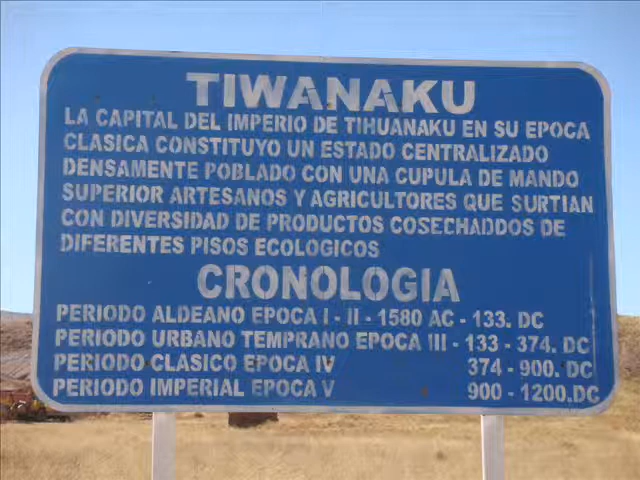 TIWANAKU
LA CAPITAL DEL IMPERIO DE TIHUANAKU EN SU EPOCA
CLASICA CONSTITUYO UN ESTADO CENTRALIZADO
DENSAMENTE POBLADO CON UNA CUPULA DE MANDO
SUPERIOR ARTESANOS Y AGRICULTORES QUE SURTIAN
CON DIVERSIDAD DE PRODUCTOS COSECHADDOS DE
DIFERENTES PISOS ECOLOGICOS
CRONOLOGIA
PERIODO ALDEANO EPOCA I - II - 1580 AC - 133. DC
PERIODO URBANO TEMPRANO EPOCA III - 133 - 374. DC
PERIODO CLASICO EPOCA IV 374 - 900. DC
PERIODO IMPERIAL EPOCA V 900 - 1200.DC